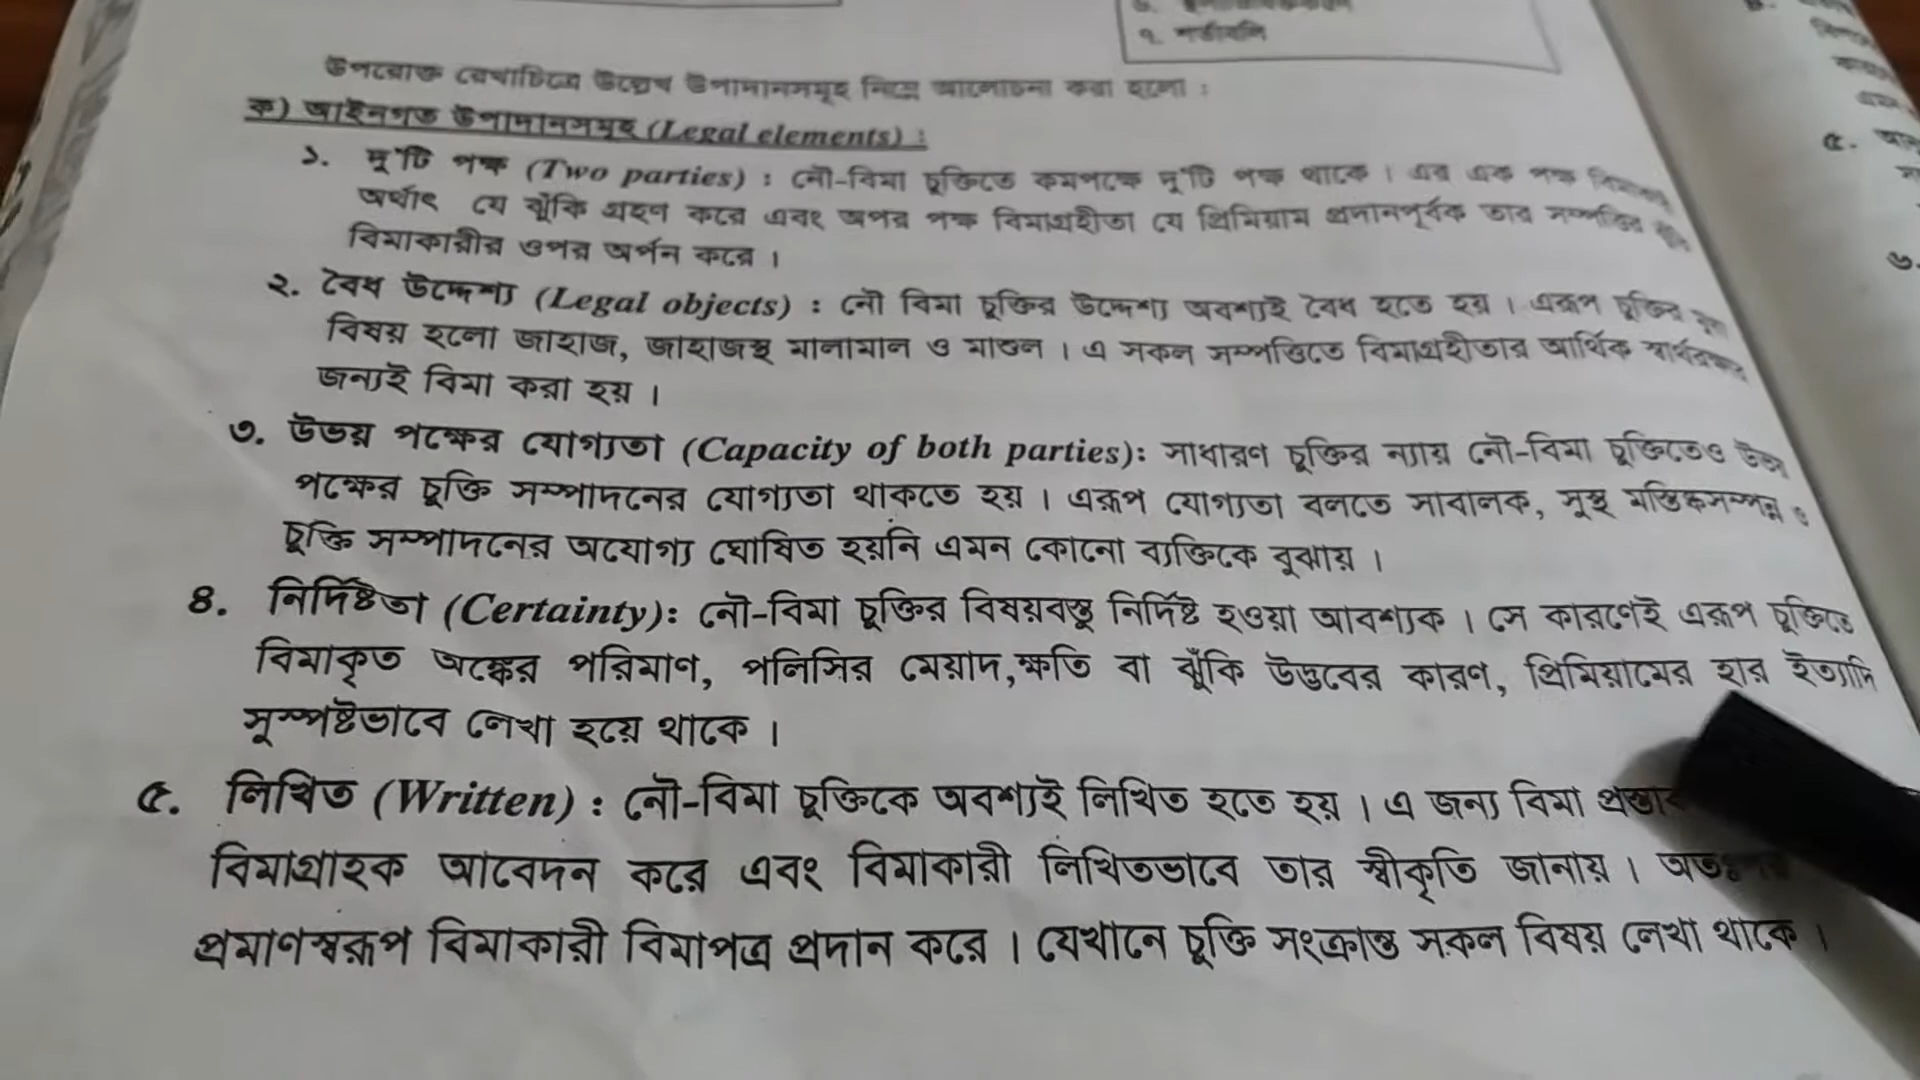 ৭. শর্তাবলি
উপরোক্ত রেখাচিত্রে উল্লেখ উপাদানসমূহ নিম্নে আলোচনা করা হলো :
ক) আইনগত উপাদানসমূহ (Legal elements) :
১. দু'টি পক্ষ (Two parties) : নৌ-বিমা চুক্তিতে কমপক্ষে দু'টি পক্ষ থাকে। এর এক পক্ষ
অর্থাৎ যে ঝুঁকি গ্রহণ করে এবং অপর পক্ষ বিমাগ্রহীতা যে প্রিমিয়াম প্রদানপূর্বক তার সম্পত্তির
বিমাকারীর ওপর অর্পন করে।
২. বৈধ উদ্দেশ্য (Legal objects) : নৌ বিমা চুক্তির উদ্দেশ্য অবশ্যই বৈধ হতে হয়। এরূপ চুক্তির
বিষয় হলো জাহাজ, জাহাজস্থ মালামাল ও মাশুল। এ সকল সম্পত্তিতে বিমাগ্রহীতার আর্থিক
জন্যই বিমা করা হয়।
৩. উভয় পক্ষের যোগ্যতা (Capacity of both parties): সাধারণ চুক্তির ন্যায় নৌ-বিমা চুক্তিতেও উভয়
পক্ষের চুক্তি সম্পাদনের যোগ্যতা থাকতে হয়। এরূপ যোগ্যতা বলতে সাবালক, সুস্থ মস্তিষ্কসম্পন্ন ও
চুক্তি সম্পাদনের অযোগ্য ঘোষিত হয়নি এমন কোনো ব্যক্তিকে বুঝায়।
৪. নির্দিষ্টতা (Certainty): নৌ-বিমা চুক্তির বিষয়বস্তু নির্দিষ্ট হওয়া আবশ্যক। সে কারণেই এরূপ চুক্তিতে
বিমাকৃত অঙ্কের পরিমাণ, পলিসির মেয়াদ,ক্ষতি বা ঝুঁকি উদ্ভবের কারণ, প্রিমিয়ামের হার ইত্যাদি
সুস্পষ্টভাবে লেখা হয়ে থাকে।
৫. লিখিত (Written) : নৌ-বিমা চুক্তিকে অবশ্যই লিখিত হতে হয়। এ জন্য বিমা
বিমাগ্রাহক আবেদন করে এবং বিমাকারী লিখিতভাবে তার স্বীকৃতি জানায়।
প্রমাণস্বরূপ বিমাকারী বিমাপত্র প্রদান করে। যেখানে চুক্তি সংক্রান্ত সকল বিষয় লেখা থাকে।
৫.
৬.